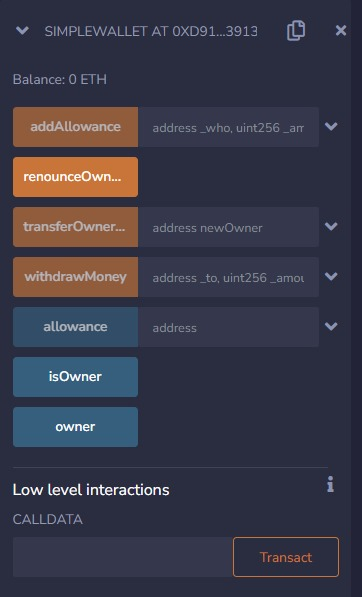 SIMPLEWALLET AT 0XD91...3913
Balance: 0 ETH
addAllowance address _who, uint256 _am
renounceOwn...
transferOwner... address newOwner
withdrawMoney address _to, uint256 _amou
allowance address
isOwner
owner
Low level interactions
CALLDATA
Transact